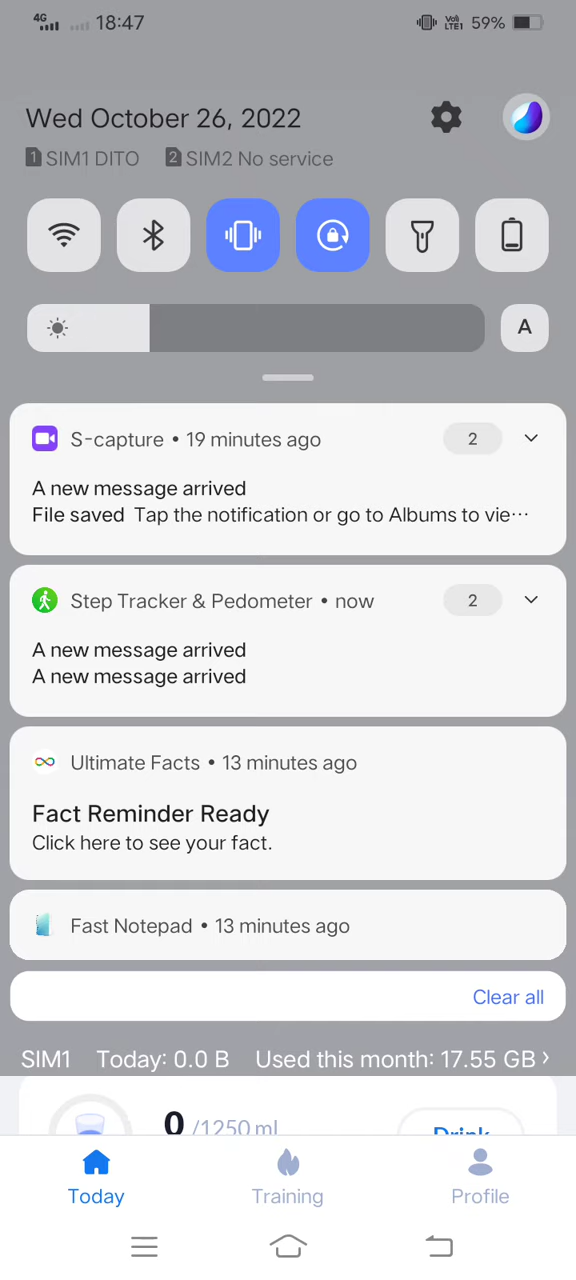 4G 18:47 Vo)) LTE1 59%
Wed October 26, 2022
1 SIM1 DITO 2 SIM2 No service
A
S-capture • 19 minutes ago 2
A new message arrived
File saved Tap the notification or go to Albums to vie···
Step Tracker & Pedometer • now 2
A new message arrived
A new message arrived
Ultimate Facts • 13 minutes ago
Fact Reminder Ready
Click here to see your fact.
Fast Notepad • 13 minutes ago
Clear all
SIM1 Today: 0.0 B Used this month: 17.55 GB ›
0 /1250 ml Drink
Today Training Profile